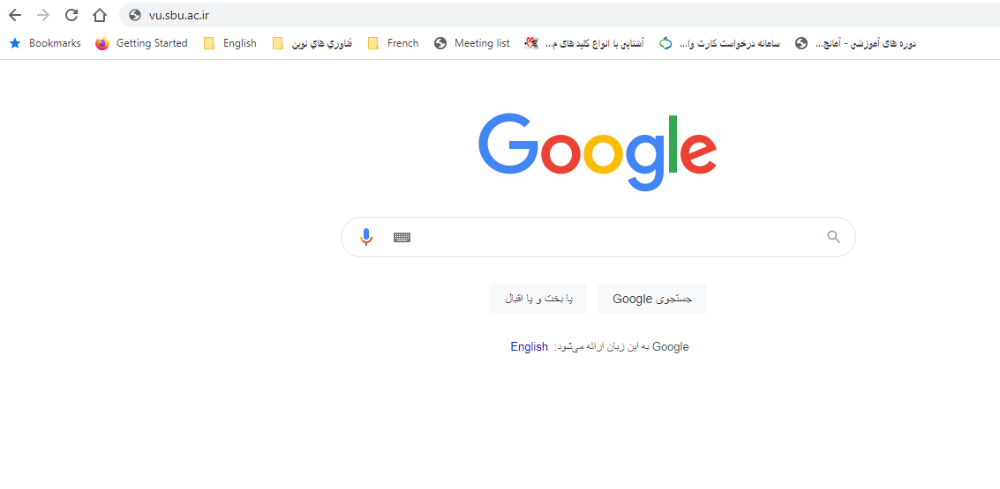 vu.sbu.ac.ir
Bookmarks Getting Started English فناوري هاي نوين French Meeting list آشنایی با انواع کلید های م... سامانه درخواست کارت وا... دوره های آموزشی - آمانج...
Google
جستجوی Google یا بخت و یا اقبال
Google به این زبان ارائه می‌شود: English